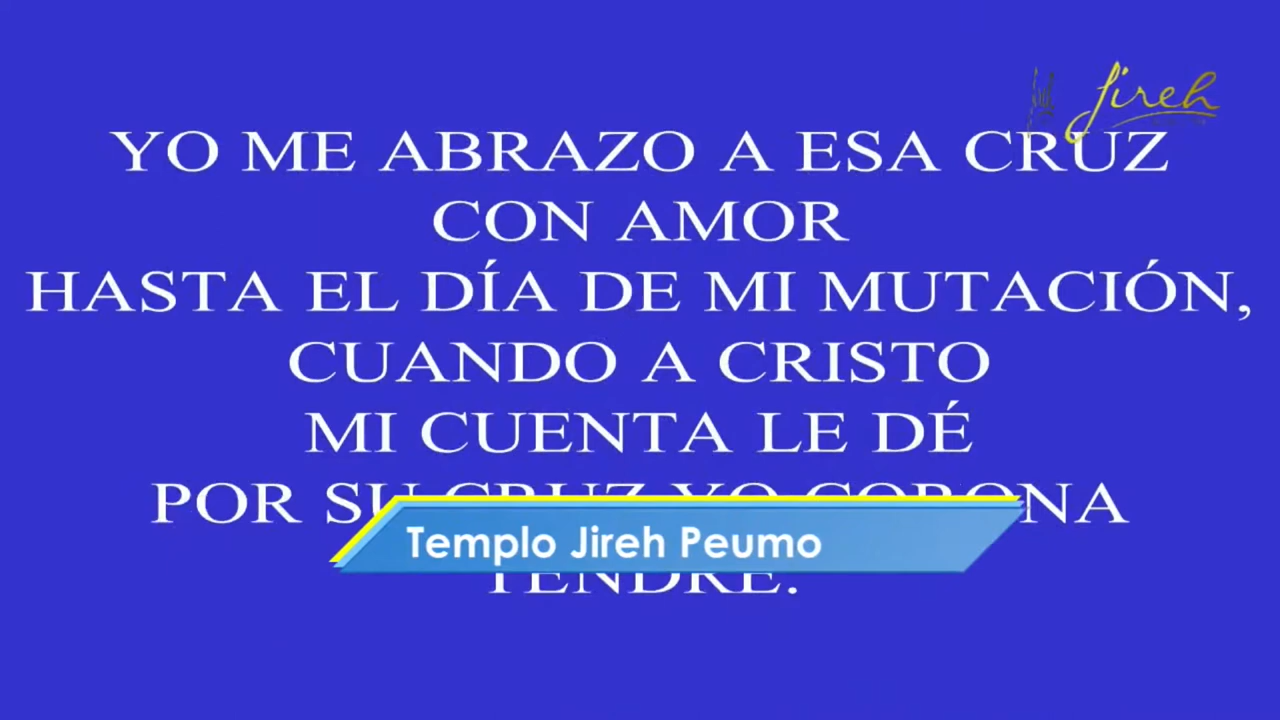 Jireh
YO ME ABRAZO A ESA CRUZ
CON AMOR
HASTA EL DÍA DE MI MUTACIÓN,
CUANDO A CRISTO
MI CUENTA LE DÉ
POR SU CRUZ YO CORONA
TENDRÉ.
Templo Jireh Peumo